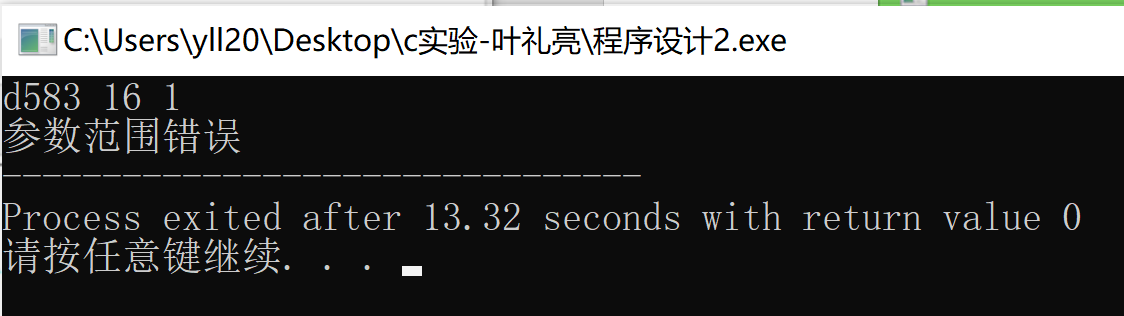 C:\Users\yll20\Desktop\c实验-叶礼亮\程序设计2.exe
d583 16 1
参数范围错误
--------------------------------
Process exited after 13.32 seconds with return value 0
请按任意键继续. . .